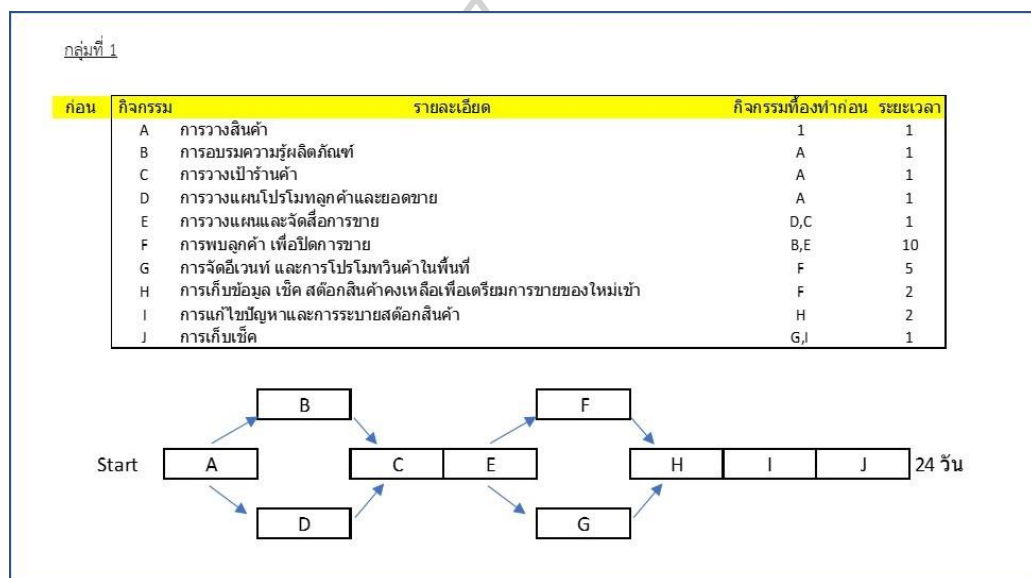 กลุ่มที่ 1
ก่อน กิจกรรม รายละเอียด กิจกรรมที้องทำก่อน ระยะเวลา
A การวางสินค้า 1 1
B การอบรมความรู้ผลิตภัณฑ์ A 1
C การวางเป้าร้านค้า A 1
D การวางแผนโปรโมทลูกค้าและยอดขาย A 1
E การวางแผนและจัดสื่อการขาย D,C 1
F การพบลูกค้า เพื่อปิดการขาย B,E 10
G การจัดอีเวนท์ และการโปรโมทวินค้าในพื้นที่ F 5
H การเก็บข้อมูล เช็ค สต๊อกสินค้าคงเหลือเพื่อเตรียมการขายของใหม่เข้า F 2
I การแก้ไขปัญหาและการระบายสต๊อกสินค้า H 2
J การเก็บเช็ค G,I 1
B F
Start A C E H I J 24 วัน
D G